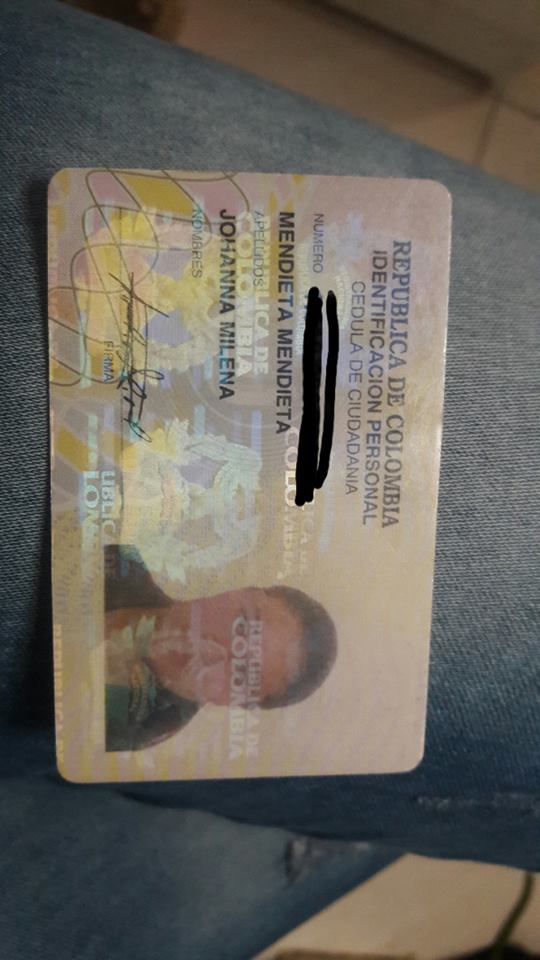 REPUBLICA DE COLOMBIA
IDENTIFICACION PERSONAL
CEDULA DE CIUDADANIA
NUMERO
MENDIETA MENDIETA
APELLIDOS
JOHANNA MILENA
NOMBRES
FIRMA
REPUBLICA DE
COLOMBIA